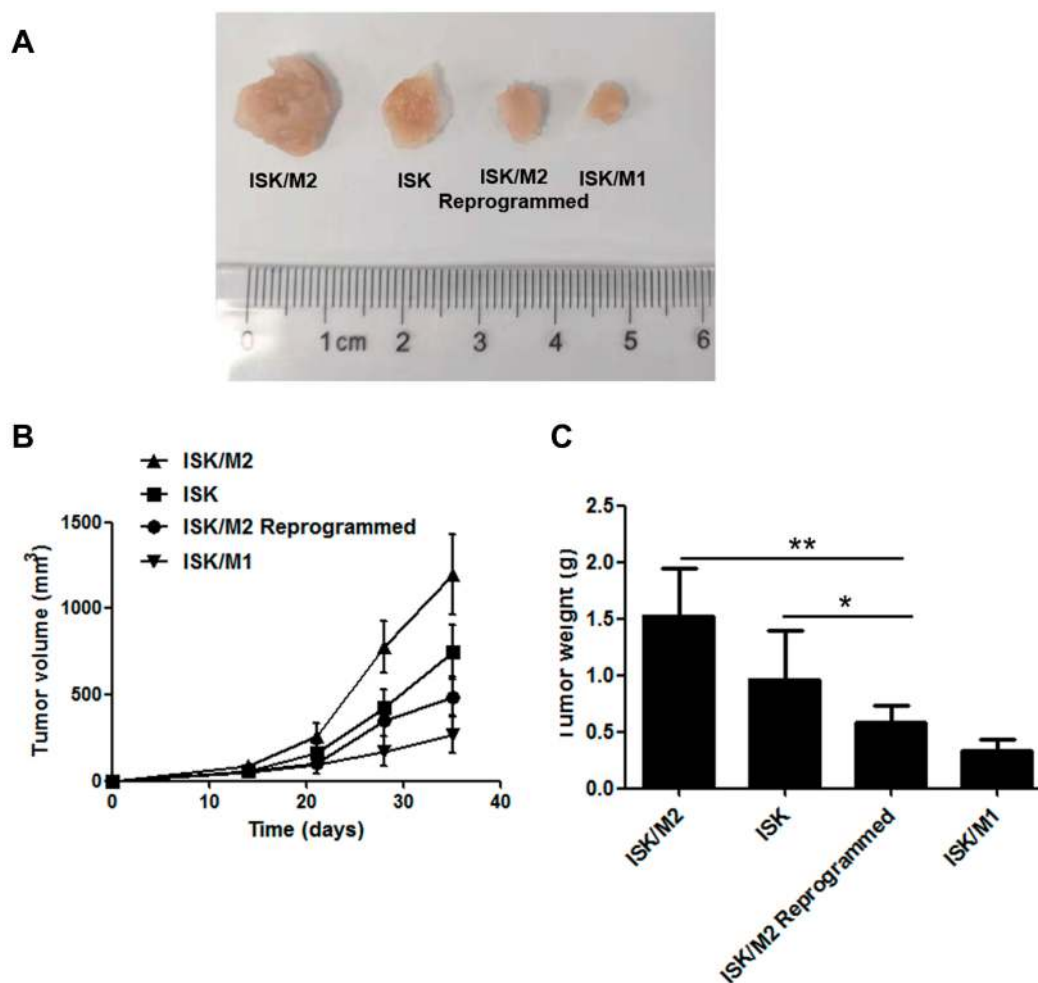 A
ISK/M2 ISK ISK/M2 ISK/M1
Reprogrammed
0 1 cm 2 3 4 5 6
B
ISK/M2
ISK
ISK/M2 Reprogrammed
ISK/M1
Tumor volume (mm3)
1500
1000
500
0
0 10 20 30 40
Time (days)
C
Tumor weight (g)
2.5
2.0
1.5
1.0
0.5
0.0
**
*
ISK/M2
ISK
ISK/M2 Reprogrammed
ISK/M1